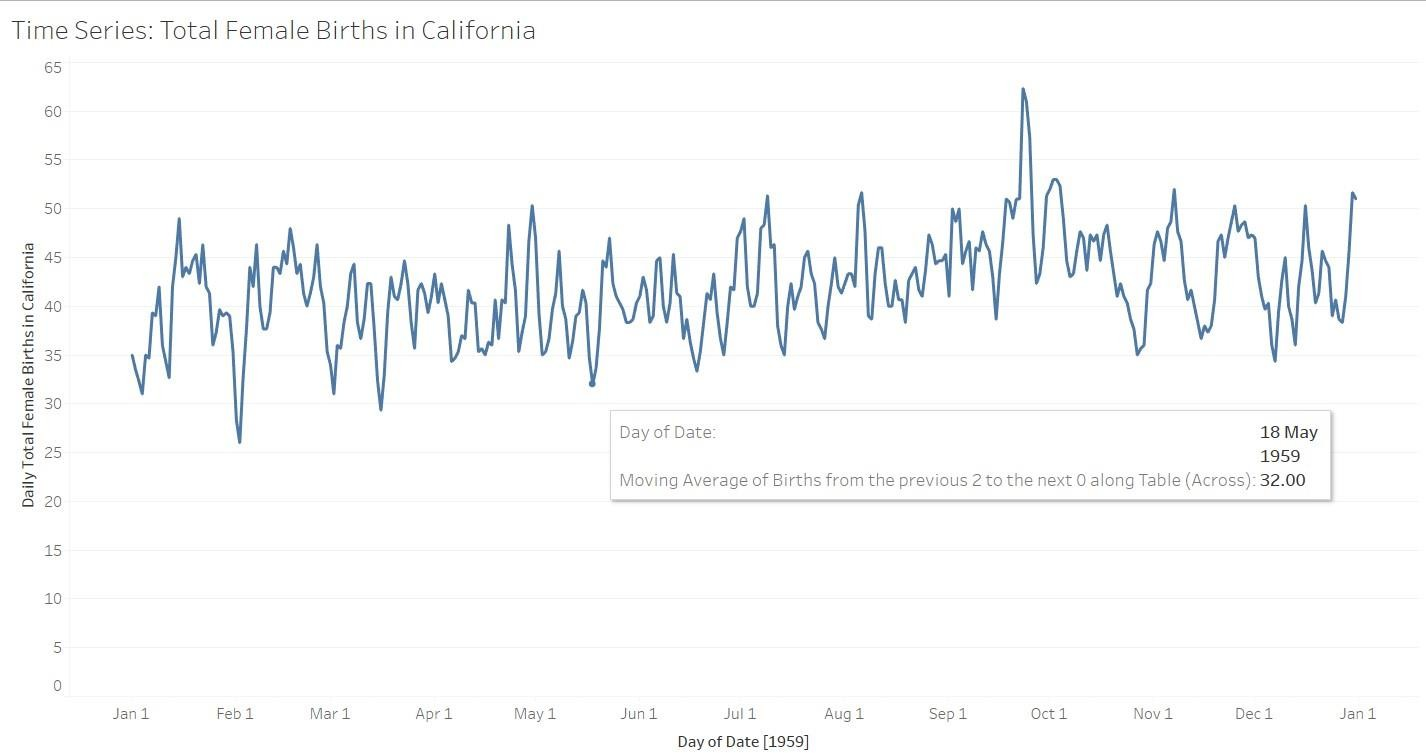 Time Series: Total Female Births in California
65
60
55
50
45
40
35
30
25
20
15
10
5
0
Daily Total Female Births in California
Day of Date: 18 May
1959
Moving Average of Births from the previous 2 to the next 0 along Table (Across): 32.00
Jan 1 Feb 1 Mar 1 Apr 1 May 1 Jun 1 Jul 1 Aug 1 Sep 1 Oct 1 Nov 1 Dec 1 Jan 1
Day of Date [1959]